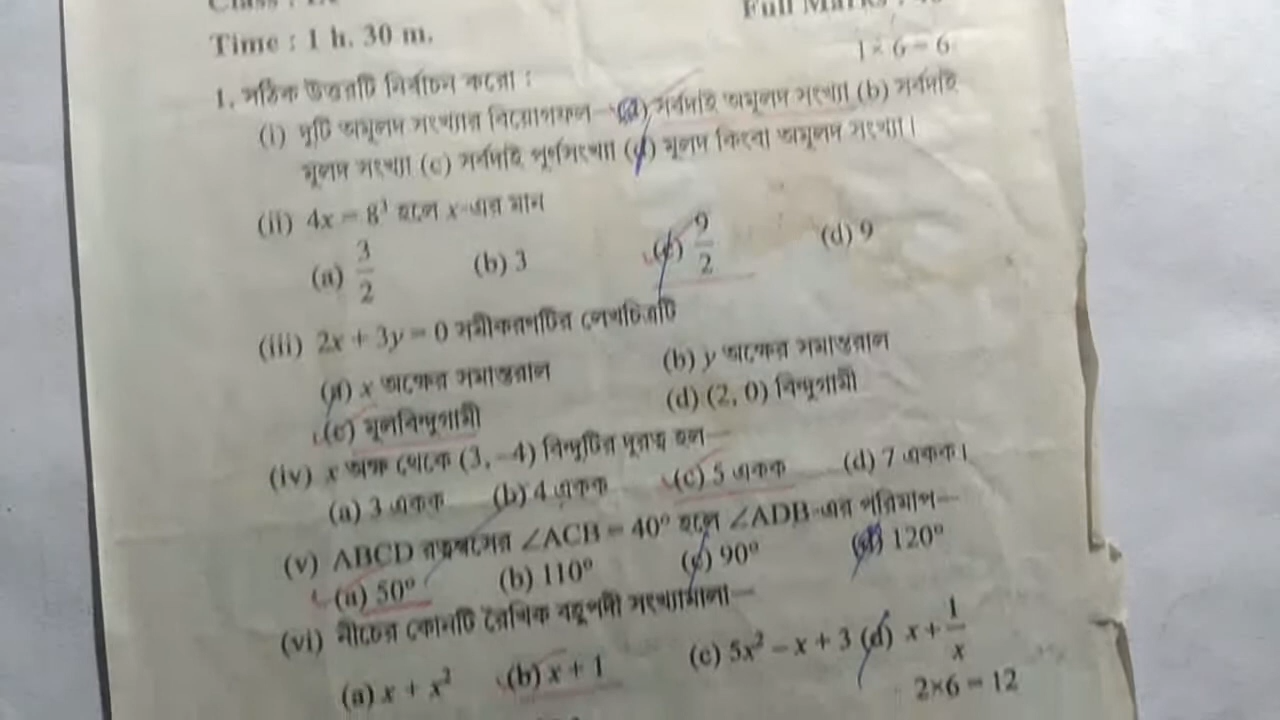 Time : 1 h. 30 m.
1 × 6 = 6
1. সঠিক উত্তরটি নির্বাচন করো :
(i) দুটি অমূলদ সংখ্যার বিয়োগফল—(a) সর্বদাই অমূলদ সংখ্যা (b) সর্বদাই
মূলদ সংখ্যা (c) সর্বদাই পূর্ণসংখ্যা (d) মূলদ কিংবা অমূলদ সংখ্যা।
(ii) 4x = 8³ হলে x-এর মান
(a) 3/2 (b) 3 (c) 9/2 (d) 9
(iii) 2x + 3y = 0 সমীকরণটির লেখচিত্রটি
(a) x অক্ষের সমান্তরাল (b) y অক্ষের সমান্তরাল
(c) মূলবিন্দুগামী (d) (2, 0) বিন্দুগামী
(iv) x অক্ষ থেকে (3, –4) বিন্দুটির দূরত্ব হল—
(a) 3 একক (b) 4 একক (c) 5 একক (d) 7 একক।
(v) ABCD রম্বসের ∠ACB = 40° হলে ∠ADB-এর পরিমাপ—
(a) 50° (b) 110° (c) 90° (d) 120°
(vi) নীচের কোনটি রৈখিক বহুপদী সংখ্যামালা—
(a) x + x² (b) x + 1 (c) 5x² – x + 3 (d) x + 1/x
2×6 = 12